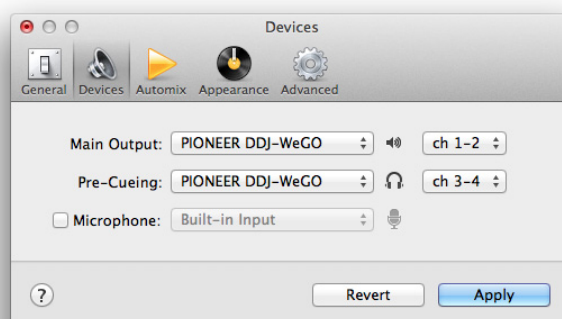 Devices
General Devices Automix Appearance Advanced
Main Output: PIONEER DDJ-WeGO ch 1-2
Pre-Cueing: PIONEER DDJ-WeGO ch 3-4
Microphone: Built-in Input
? Revert Apply